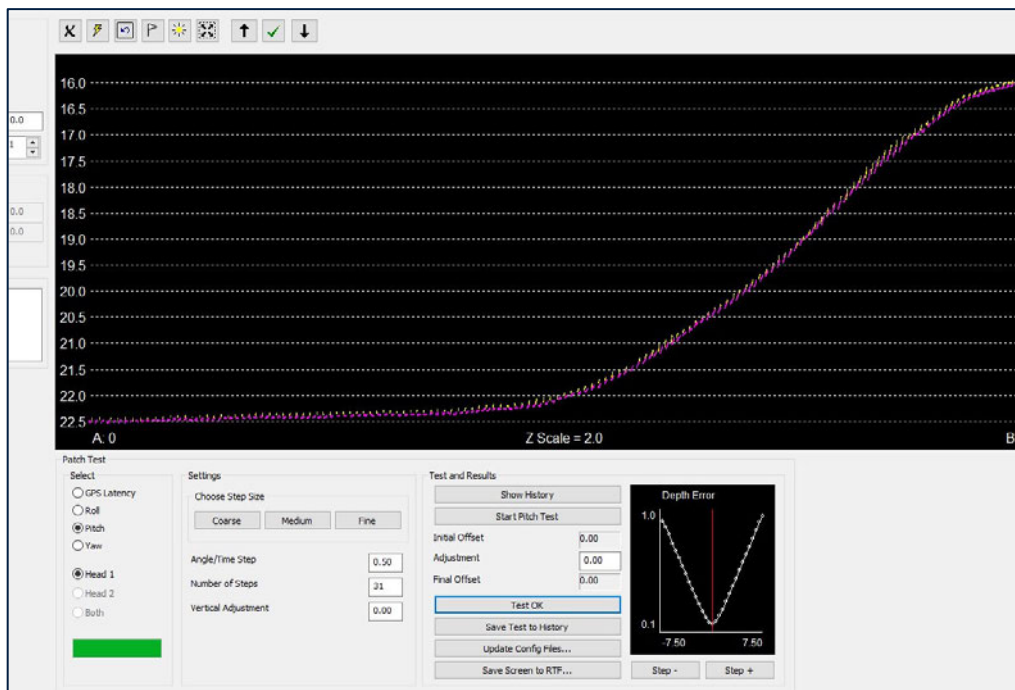 16.0
16.5
17.0
17.5
18.0
18.5
19.0
19.5
20.0
20.5
21.0
21.5
22.0
22.5
A: 0
Z Scale = 2.0
B
0.0
1
0.0
0.0
Patch Test
Select
GPS Latency
Roll
Pitch
Yaw
Head 1
Head 2
Both
Settings
Choose Step Size
Coarse Medium Fine
Angle/Time Step 0.50
Number of Steps 31
Vertical Adjustment 0.00
Test and Results
Show History
Start Pitch Test
Initial Offset 0.00
Adjustment 0.00
Final Offset 0.00
Test OK
Save Test to History
Update Config Files...
Save Screen to RTF...
Depth Error
1.0
0.1
-7.50 7.50
Step - Step +